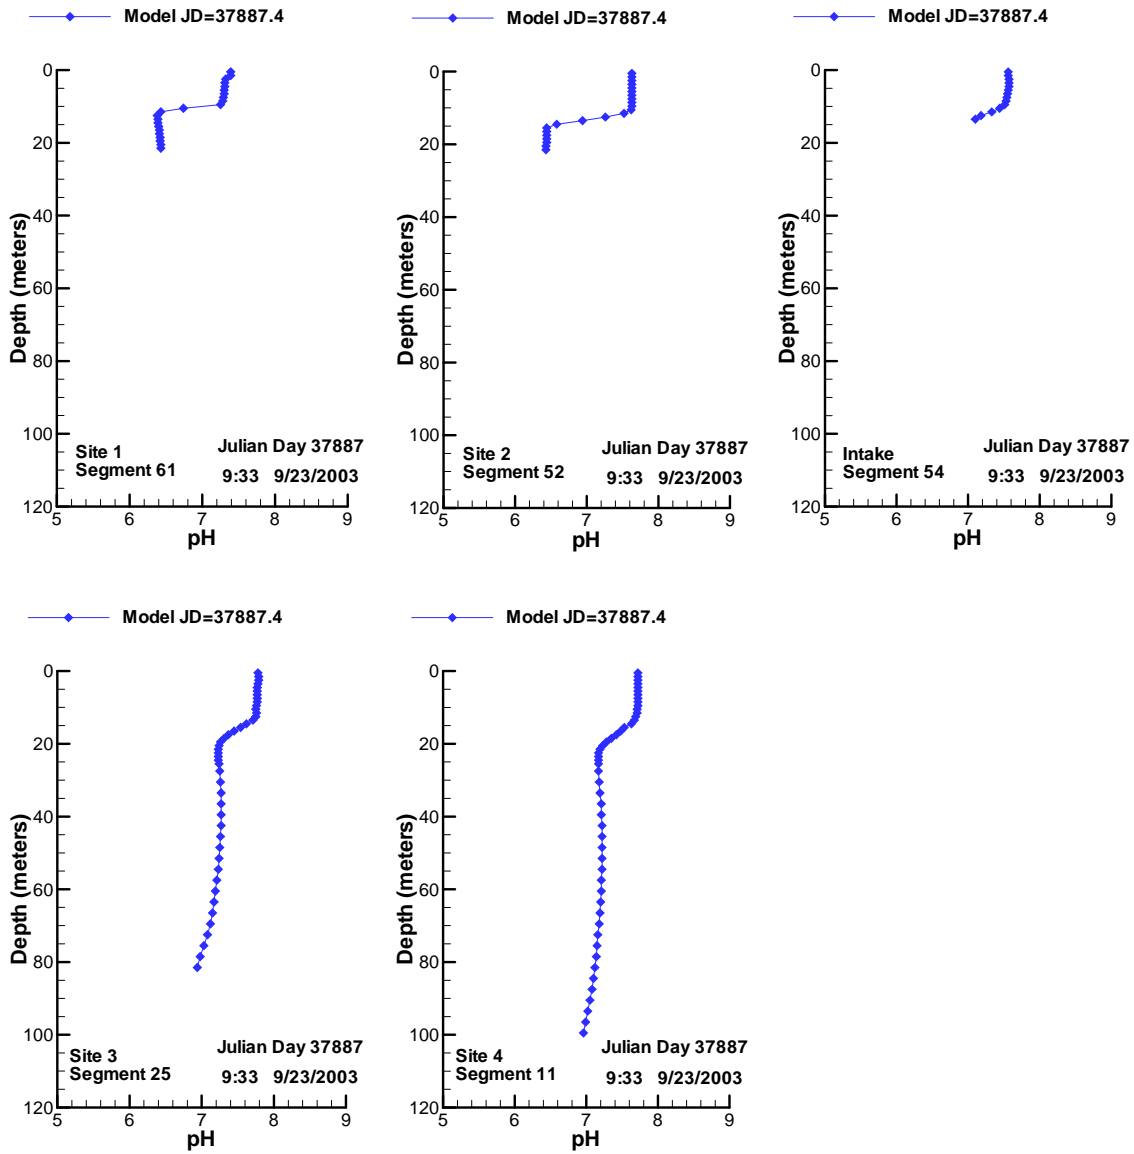 Model JD=37887.4
0
20
40
60
80
100
120
Depth (meters)
Site 1
Segment 61
Julian Day 37887
9:33 9/23/2003
5 6 7 8 9
pH
Model JD=37887.4
0
20
40
60
80
100
120
Depth (meters)
Site 2
Segment 52
Julian Day 37887
9:33 9/23/2003
5 6 7 8 9
pH
Model JD=37887.4
0
20
40
60
80
100
120
Depth (meters)
Intake
Segment 54
Julian Day 37887
9:33 9/23/2003
5 6 7 8 9
pH
Model JD=37887.4
0
20
40
60
80
100
120
Depth (meters)
Site 3
Segment 25
Julian Day 37887
9:33 9/23/2003
5 6 7 8 9
pH
Model JD=37887.4
0
20
40
60
80
100
120
Depth (meters)
Site 4
Segment 11
Julian Day 37887
9:33 9/23/2003
5 6 7 8 9
pH